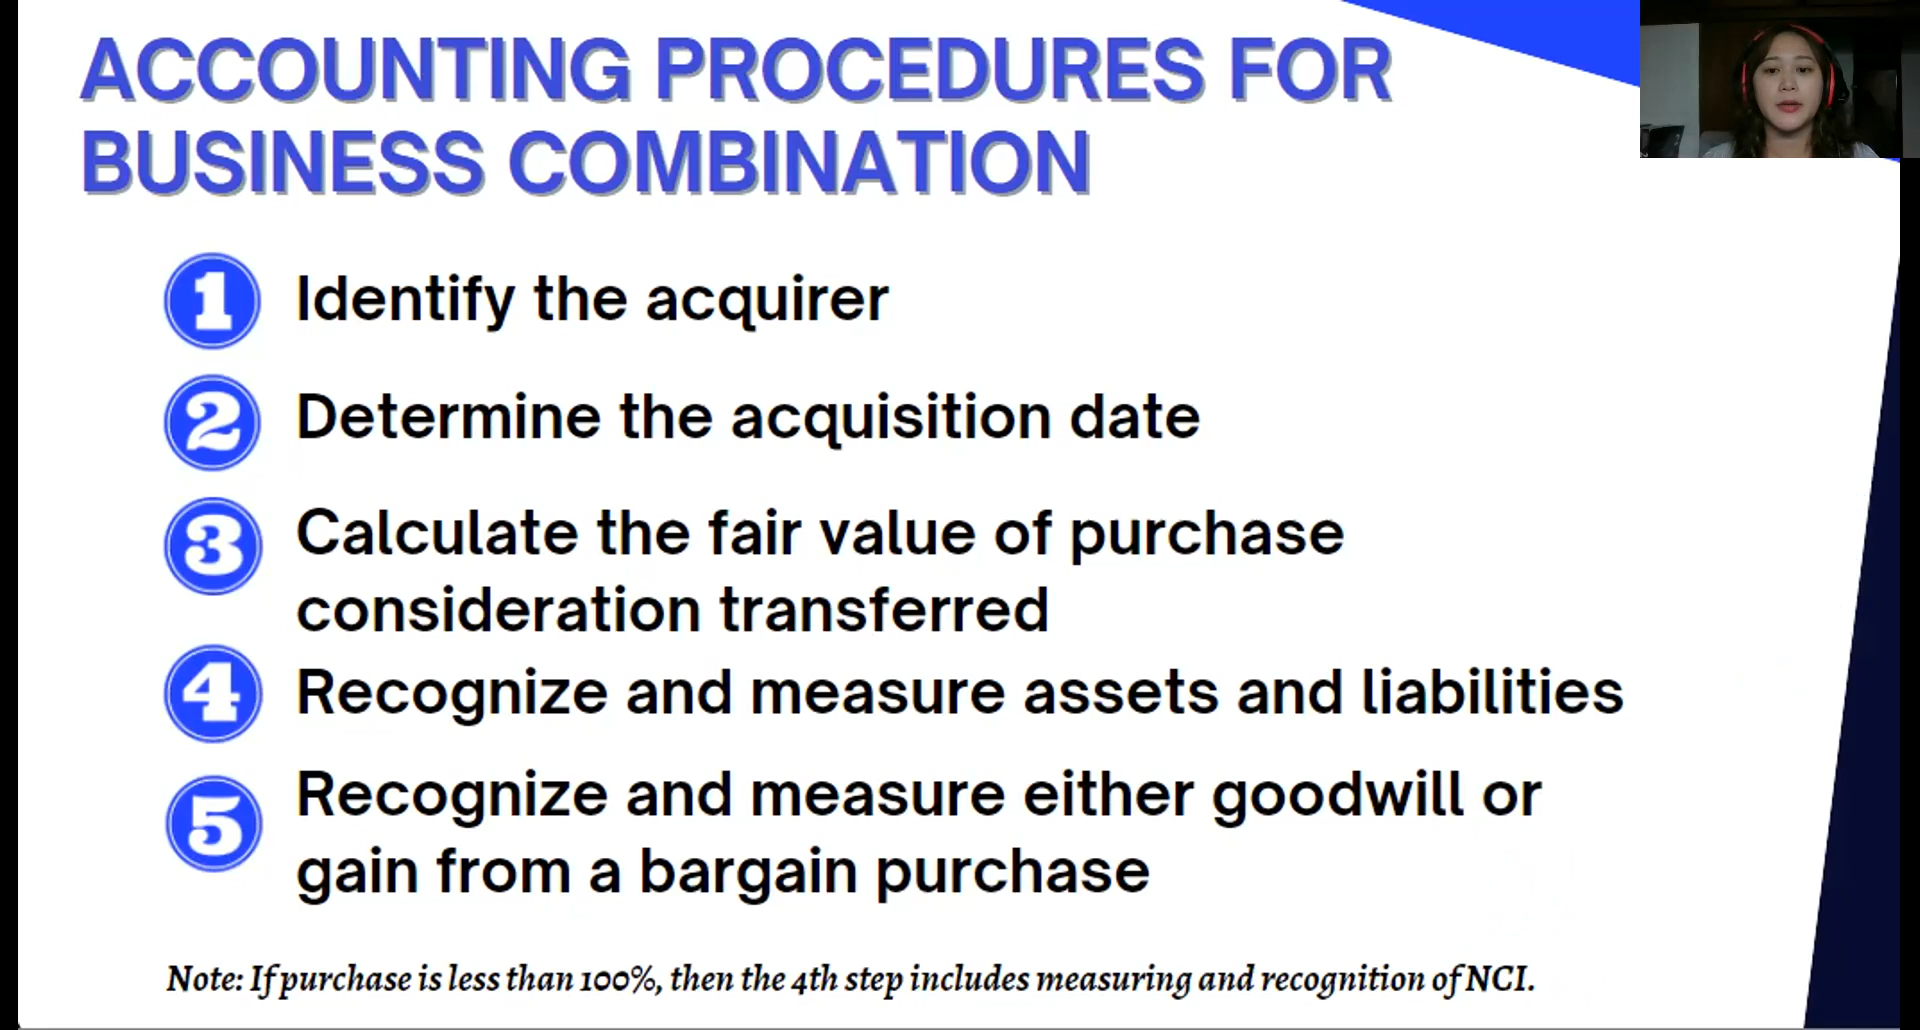 ACCOUNTING PROCEDURES FOR
BUSINESS COMBINATION
1 Identify the acquirer
2 Determine the acquisition date
3 Calculate the fair value of purchase
consideration transferred
4 Recognize and measure assets and liabilities
5 Recognize and measure either goodwill or
gain from a bargain purchase
Note: If purchase is less than 100%, then the 4th step includes measuring and recognition of NCI.